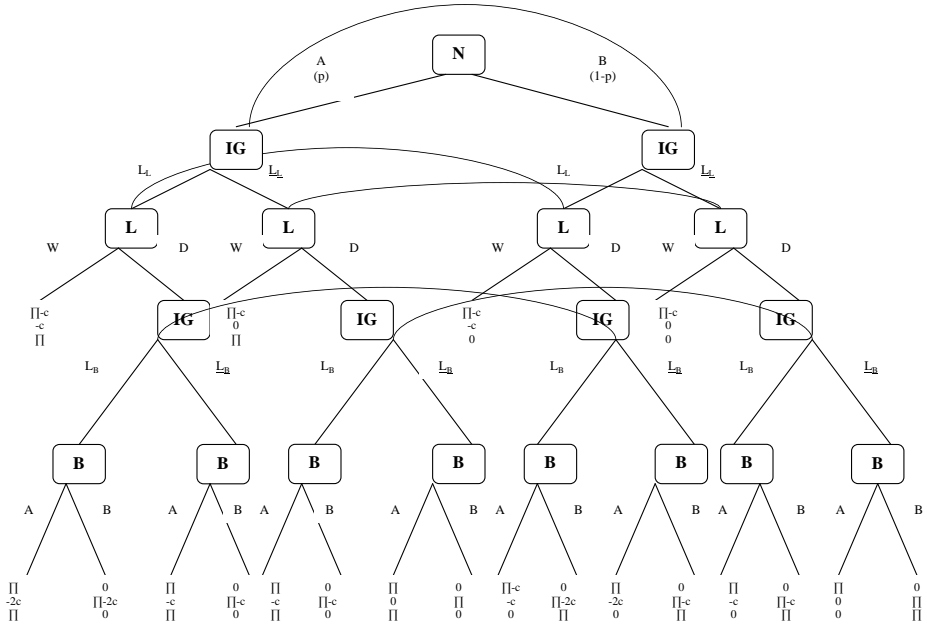 N
A B
(p) (1-p)
IG IG
L_L L_L L_L L_L
L L L L
W D W D W D W D
∏-c ∏-c ∏-c ∏-c
-c 0 -c 0
∏ ∏ 0 0
IG IG IG IG
L_B L_B L_B L_B L_B L_B L_B L_B
B B B B B B B B
A B A B A B A B A B A B A B A B
∏ 0 ∏ 0 ∏ 0 ∏ 0 ∏-c 0 ∏ 0 ∏ 0 ∏ 0
-2c ∏-2c -c ∏-c -c ∏-c 0 ∏ -c ∏-2c -2c ∏-c -c ∏-c 0 ∏
∏ 0 ∏ 0 ∏ 0 ∏ 0 0 0 ∏ 0 ∏ 0 0 ∏